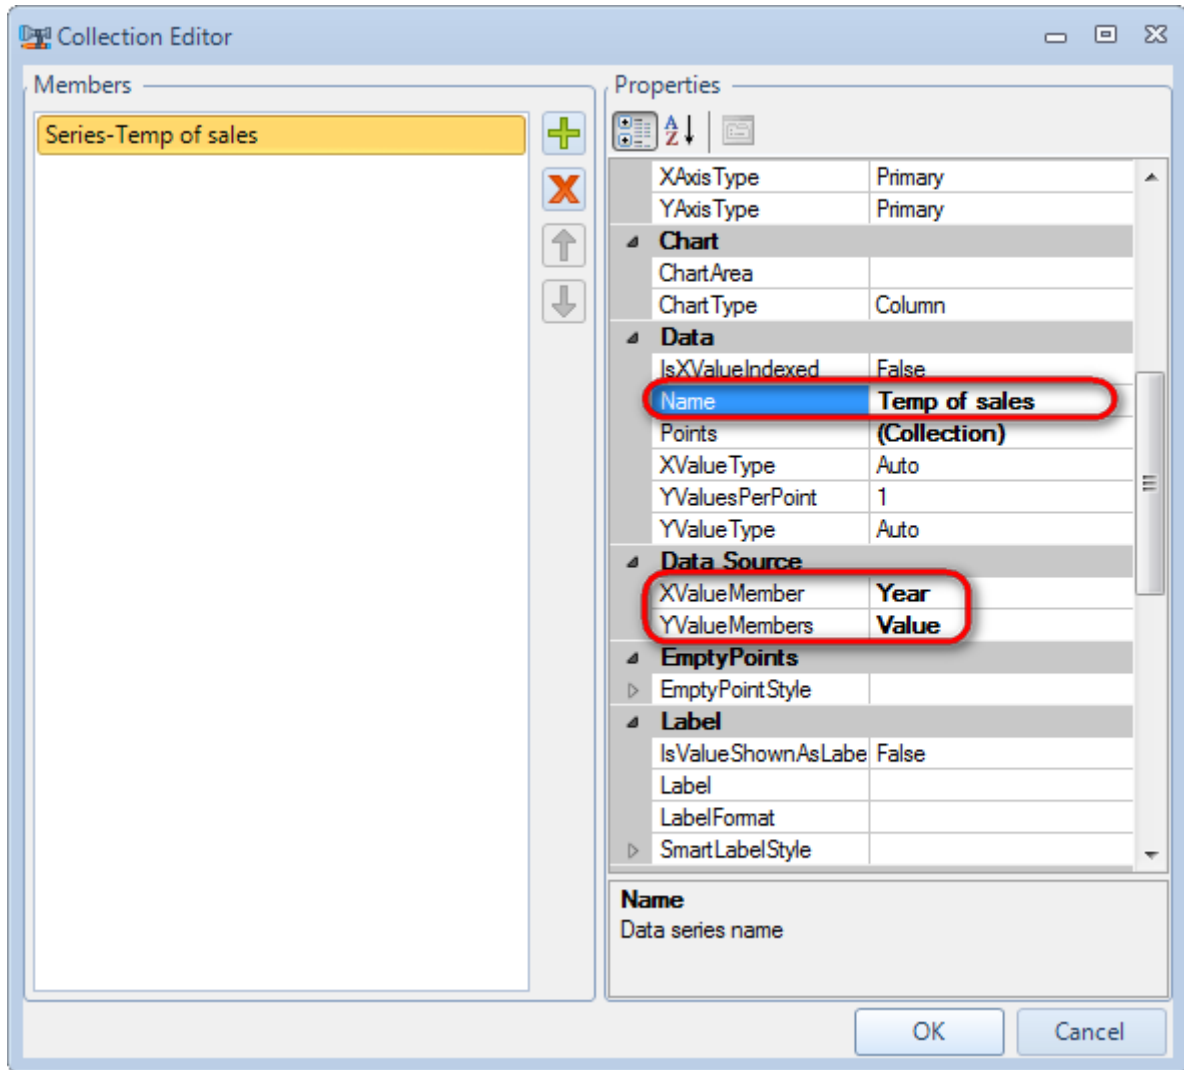 Collection Editor
Members
Series-Temp of sales
Properties
XAxisType Primary
YAxisType Primary
Chart
ChartArea
ChartType Column
Data
IsXValueIndexed False
Name Temp of sales
Points (Collection)
XValueType Auto
YValuesPerPoint 1
YValueType Auto
Data Source
XValueMember Year
YValueMembers Value
EmptyPoints
EmptyPointStyle
Label
IsValueShownAsLabe False
Label
LabelFormat
SmartLabelStyle
Name
Data series name
OK Cancel